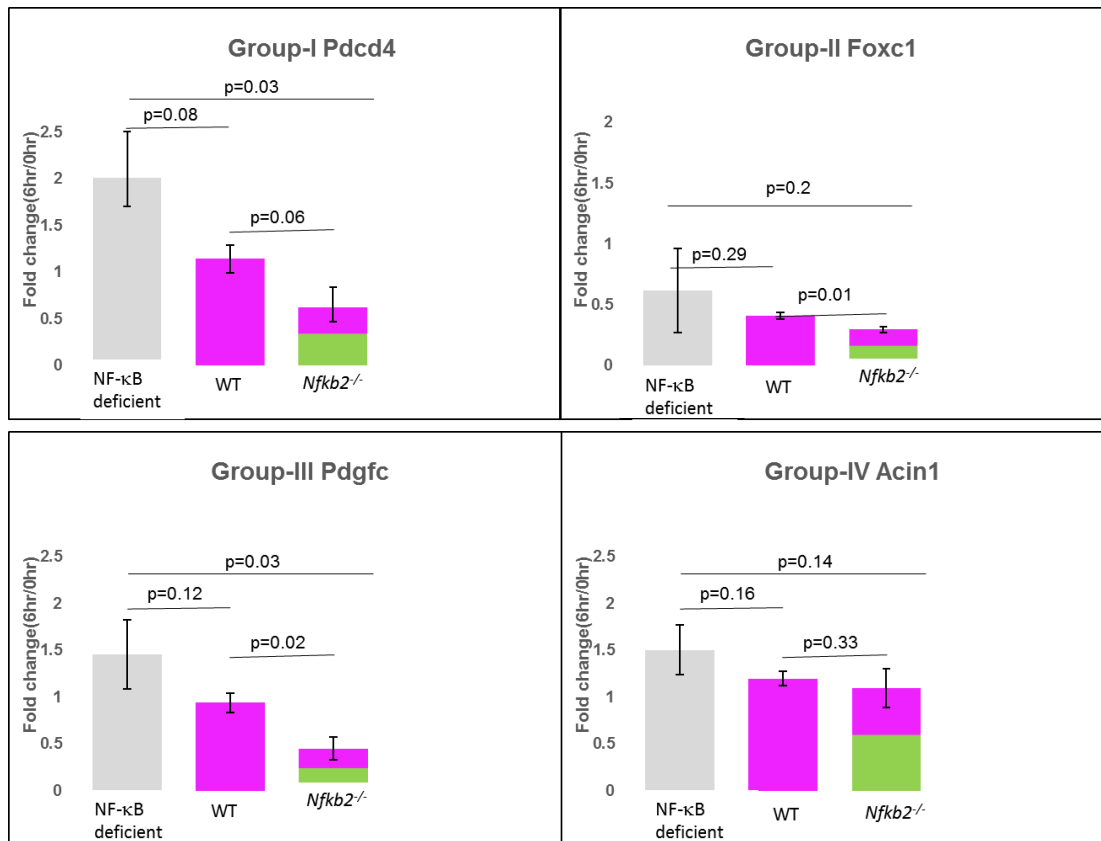 Group-I Pdcd4
p=0.03
p=0.08
p=0.06
Fold change(6hr/0hr)
2.5
2
1.5
1
0.5
0
NF-κB
deficient
WT
Nfkb2-/-
Group-II Foxc1
p=0.2
p=0.29
p=0.01
Fold change(6hr/0hr)
2
1.5
1
0.5
0
NF-κB
deficient
WT
Nfkb2-/-
Group-III Pdgfc
p=0.03
p=0.12
p=0.02
Fold change(6hr/0hr)
2.5
2
1.5
1
0.5
0
NF-κB
deficient
WT
Nfkb2-/-
Group-IV Acin1
p=0.14
p=0.16
p=0.33
Fold change(6hr/0hr)
2.5
2
1.5
1
0.5
0
NF-κB
deficient
WT
Nfkb2-/-